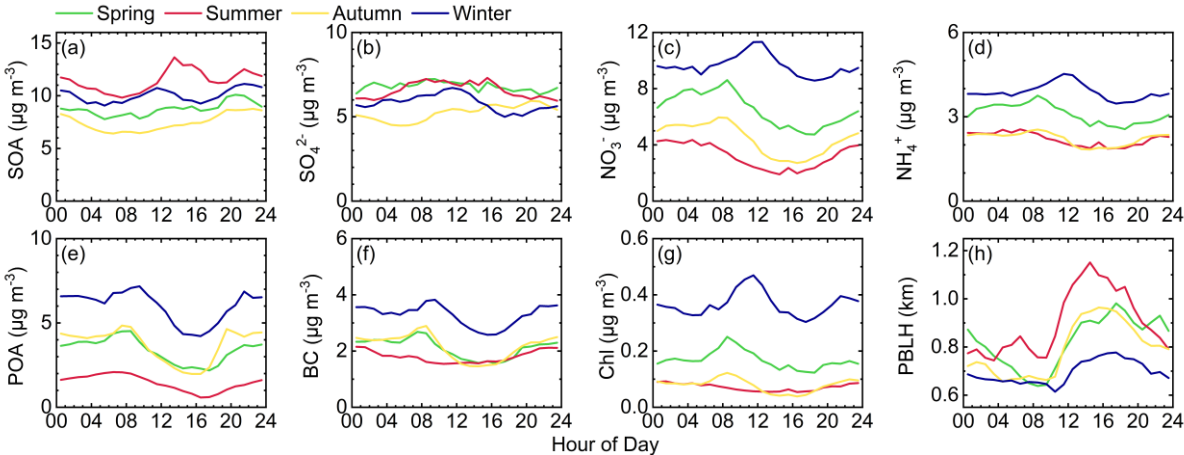 Spring Summer Autumn Winter
(a) (b) (c) (d)
SOA (µg m⁻³)
15
10
5
0
00 04 08 12 16 20 24
SO₄²⁻ (µg m⁻³)
10
5
0
00 04 08 12 16 20 24
NO₃⁻ (µg m⁻³)
12
8
4
0
00 04 08 12 16 20 24
NH₄⁺ (µg m⁻³)
6
3
0
00 04 08 12 16 20 24
(e) (f) (g) (h)
POA (µg m⁻³)
10
5
0
00 04 08 12 16 20 24
BC (µg m⁻³)
6
4
2
0
00 04 08 12 16 20 24
Chl (µg m⁻³)
0.6
0.4
0.2
0.0
00 04 08 12 16 20 24
PBLH (km)
1.2
1.0
0.8
0.6
00 04 08 12 16 20 24
Hour of Day